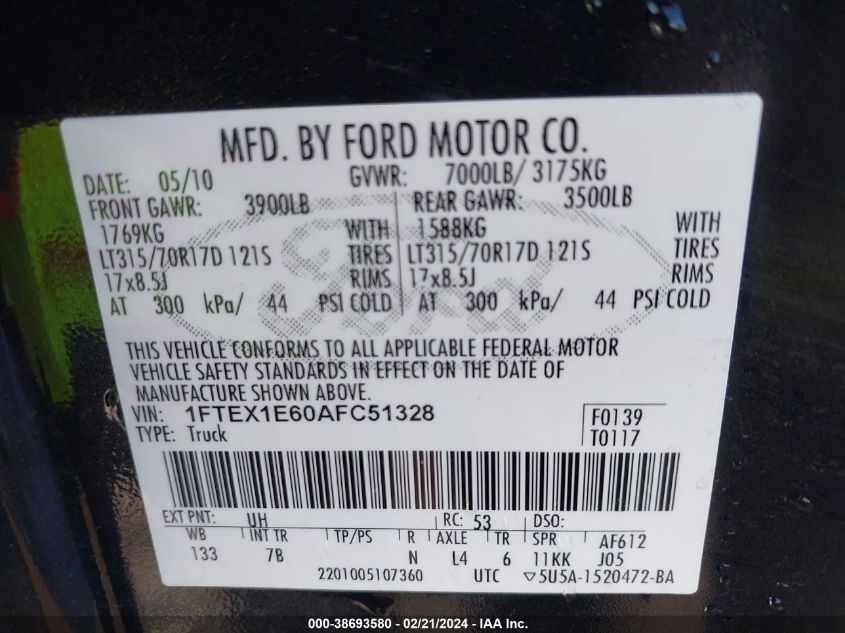 MFD. BY FORD MOTOR CO.
DATE: 05/10 GVWR: 7000LB/ 3175KG
FRONT GAWR: 3900LB REAR GAWR: 3500LB
1769KG WITH 1588KG WITH
LT315/70R17D 121S TIRES LT315/70R17D 121S TIRES
17x8.5J RIMS 17x8.5J RIMS
AT 300 kPa/ 44 PSI COLD AT 300 kPa/ 44 PSI COLD
Ford
THIS VEHICLE CONFORMS TO ALL APPLICABLE FEDERAL MOTOR
VEHICLE SAFETY STANDARDS IN EFFECT ON THE DATE OF
MANUFACTURE SHOWN ABOVE.
VIN: 1FTEX1E60AFC51328 F0139
TYPE: Truck T0117
EXT PNT: UH RC: 53 DSO:
WB INT TR TP/PS R AXLE TR SPR AF612
133 7B N L4 6 11KK J05
2201005107360 UTC ▽5U5A-1520472-BA
1000-38693580 - 02/21/2024 - IAA Inc.